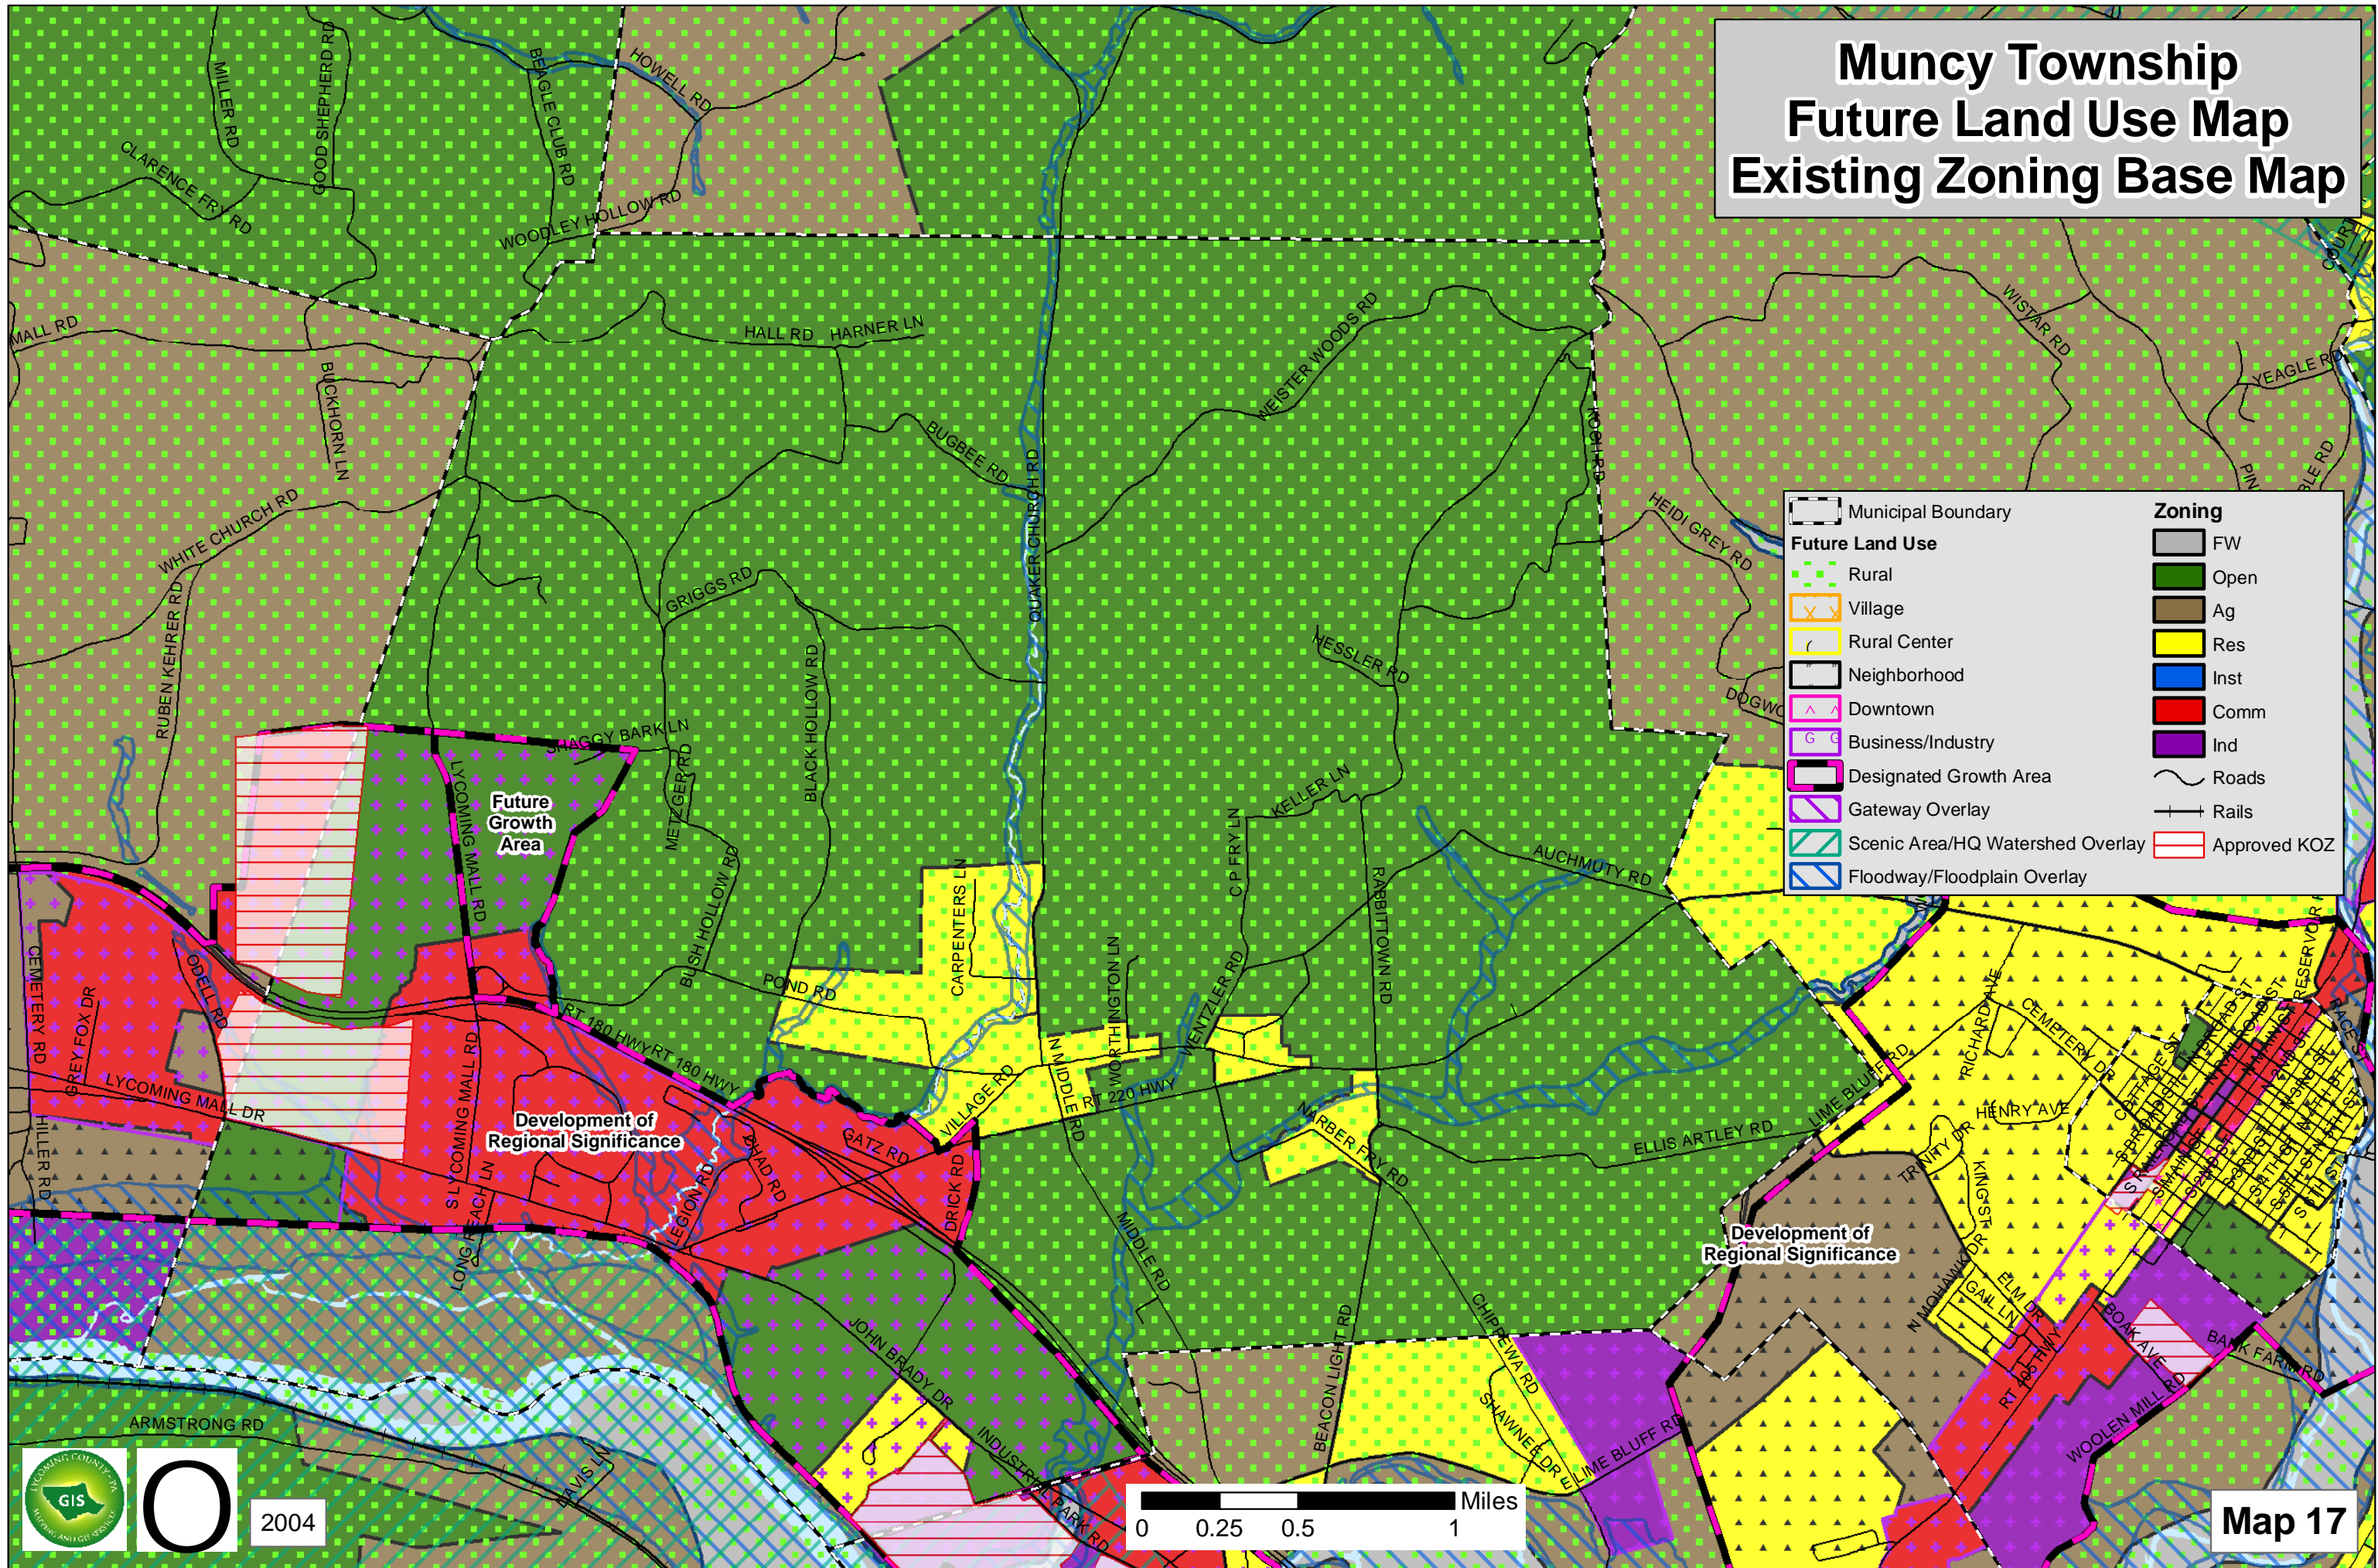 Muncy Township
Future Land Use Map
Existing Zoning Base Map
MILLER RD
GOOD SHEPHERD RD
BEAGLE CLUB RD
HOWELL RD
CLARENCE FRY RD
WOODLEY HOLLOW RD
MALL RD
BUCKHORN LN
HALL RD
HARNER LN
WEISTER WOODS RD
WISTAR RD
YEAGLE RD
BUGBEE RD
KOCH RD
QUAKER CHURCH RD
WHITE CHURCH RD
HEIDI GREY RD
RUBEN KEHRER RD
GRIGGS RD
BLACK HOLLOW RD
HESSLER RD
SHAGGY BARK LN
METZGER RD
LYCOMING MALL RD
Future
Growth
Area
KELLER LN
C P FRY LN
RABBITTOWN RD
AUCHMUTY RD
BUSH HOLLOW RD
POND RD
CARPENTERS LN
WORTHINGTON LN
WENTZLER RD
CEMETERY RD
GREY FOX DR
ODELL RD
LYCOMING MALL DR
HILLER RD
S LYCOMING MALL RD
LONG REACH LN
RT 180 HWY
RT 180 HWY
Development of
Regional Significance
LEGION RD
CHAD RD
GATZ RD
DRICK RD
VILLAGE RD
N MIDDLE RD
RT 220 HWY
NARBER FRY RD
ELLIS ARTLEY RD
LIME BLUFF RD
MIDDLE RD
CHIPPEWA RD
BEACON LIGHT RD
SHAWNEE DR
E LIME BLUFF RD
JOHN BRADY DR
INDUSTRIAL PARK RD
Development of
Regional Significance
RICHARD AVE
CEMETERY DR
HENRY AVE
TRINITY DR
KING ST
N MOHAWK DR
ELM DR
GAIL LN
RT 405 HWY
BOAK AVE
BANK FARM RD
WOOLEN MILL RD
COTTAGE ST
ARMSTRONG RD
DAVIS LN
Municipal Boundary
Future Land Use
Rural
Village
Rural Center
Neighborhood
Downtown
Business/Industry
Designated Growth Area
Gateway Overlay
Scenic Area/HQ Watershed Overlay
Floodway/Floodplain Overlay
Zoning
FW
Open
Ag
Res
Inst
Comm
Ind
Roads
Rails
Approved KOZ
GIS
O
2004
Miles
0 0.25 0.5 1
Map 17